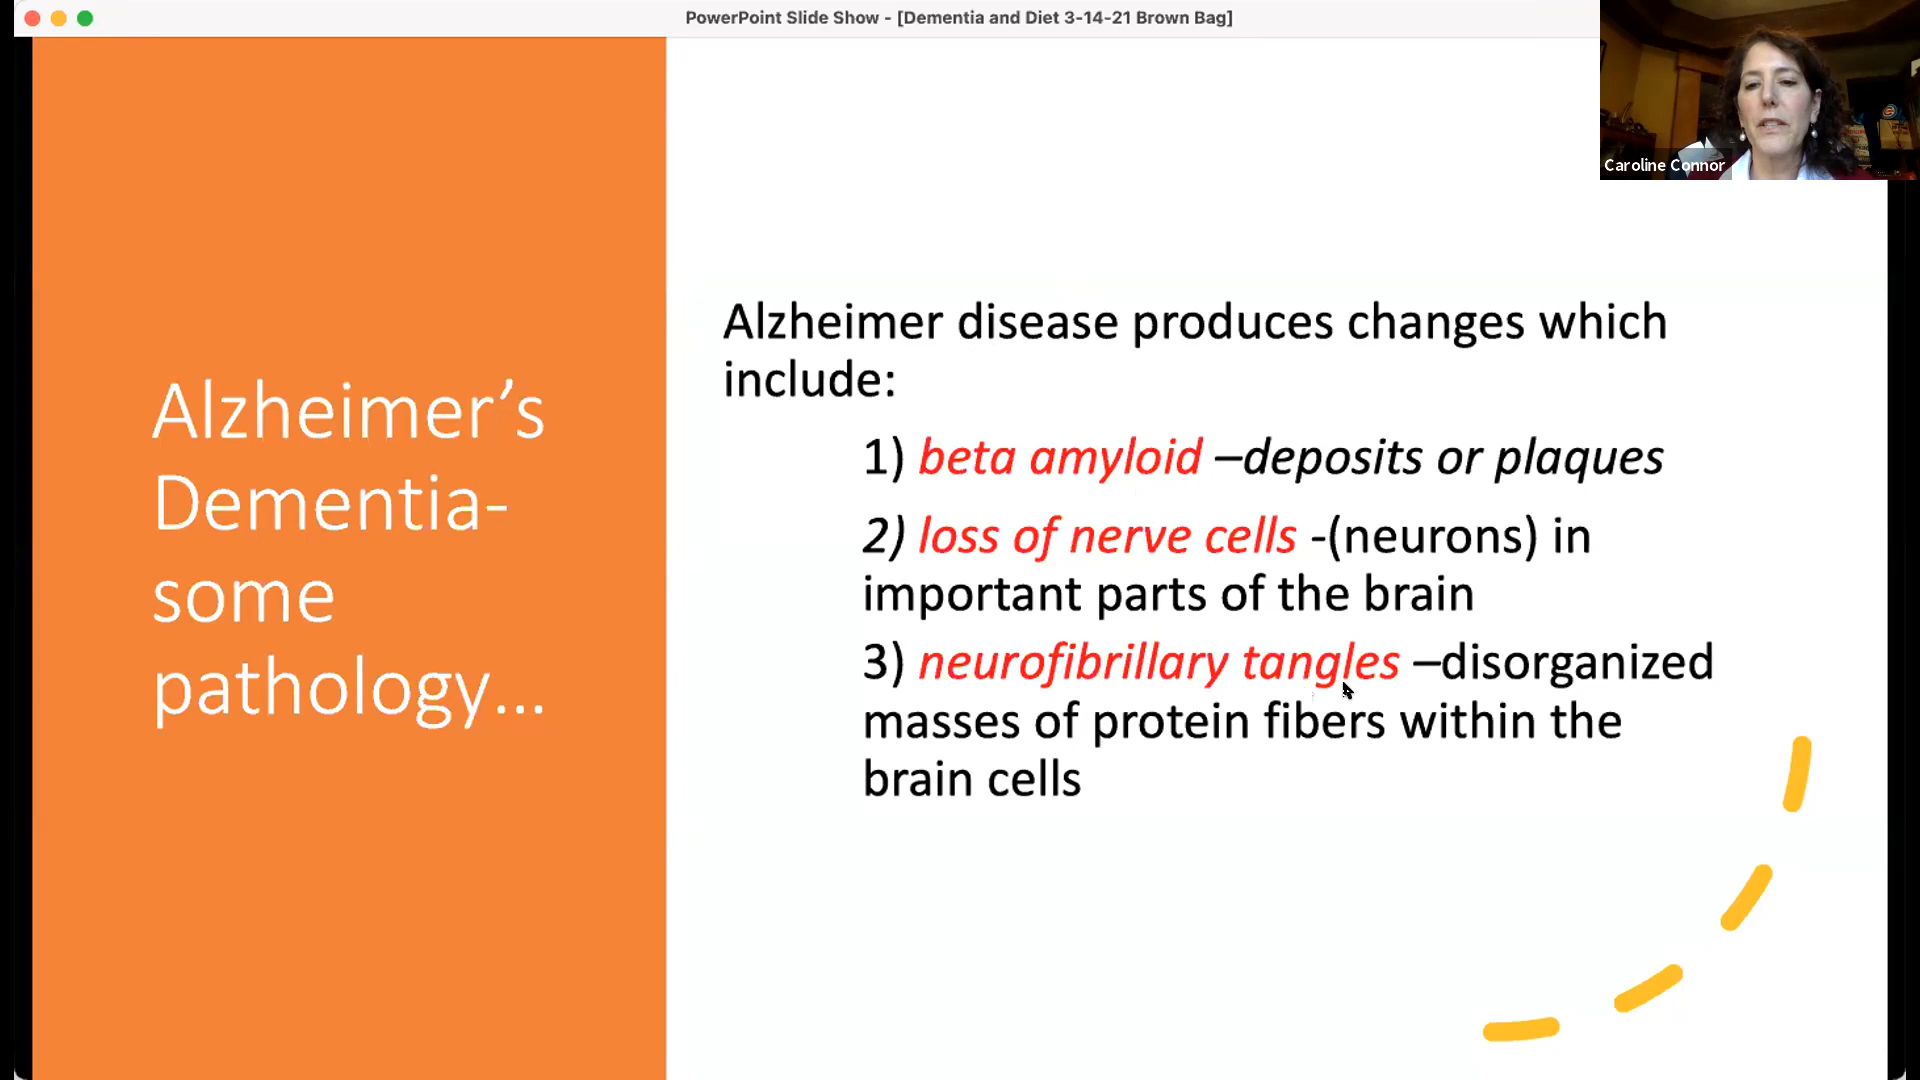 PowerPoint Slide Show - [Dementia and Diet 3-14-21 Brown Bag]
Caroline Connor
Alzheimer’s
Dementia-
some
pathology...
Alzheimer disease produces changes which
include:
1) beta amyloid –deposits or plaques
2) loss of nerve cells -(neurons) in
important parts of the brain
3) neurofibrillary tangles –disorganized
masses of protein fibers within the
brain cells